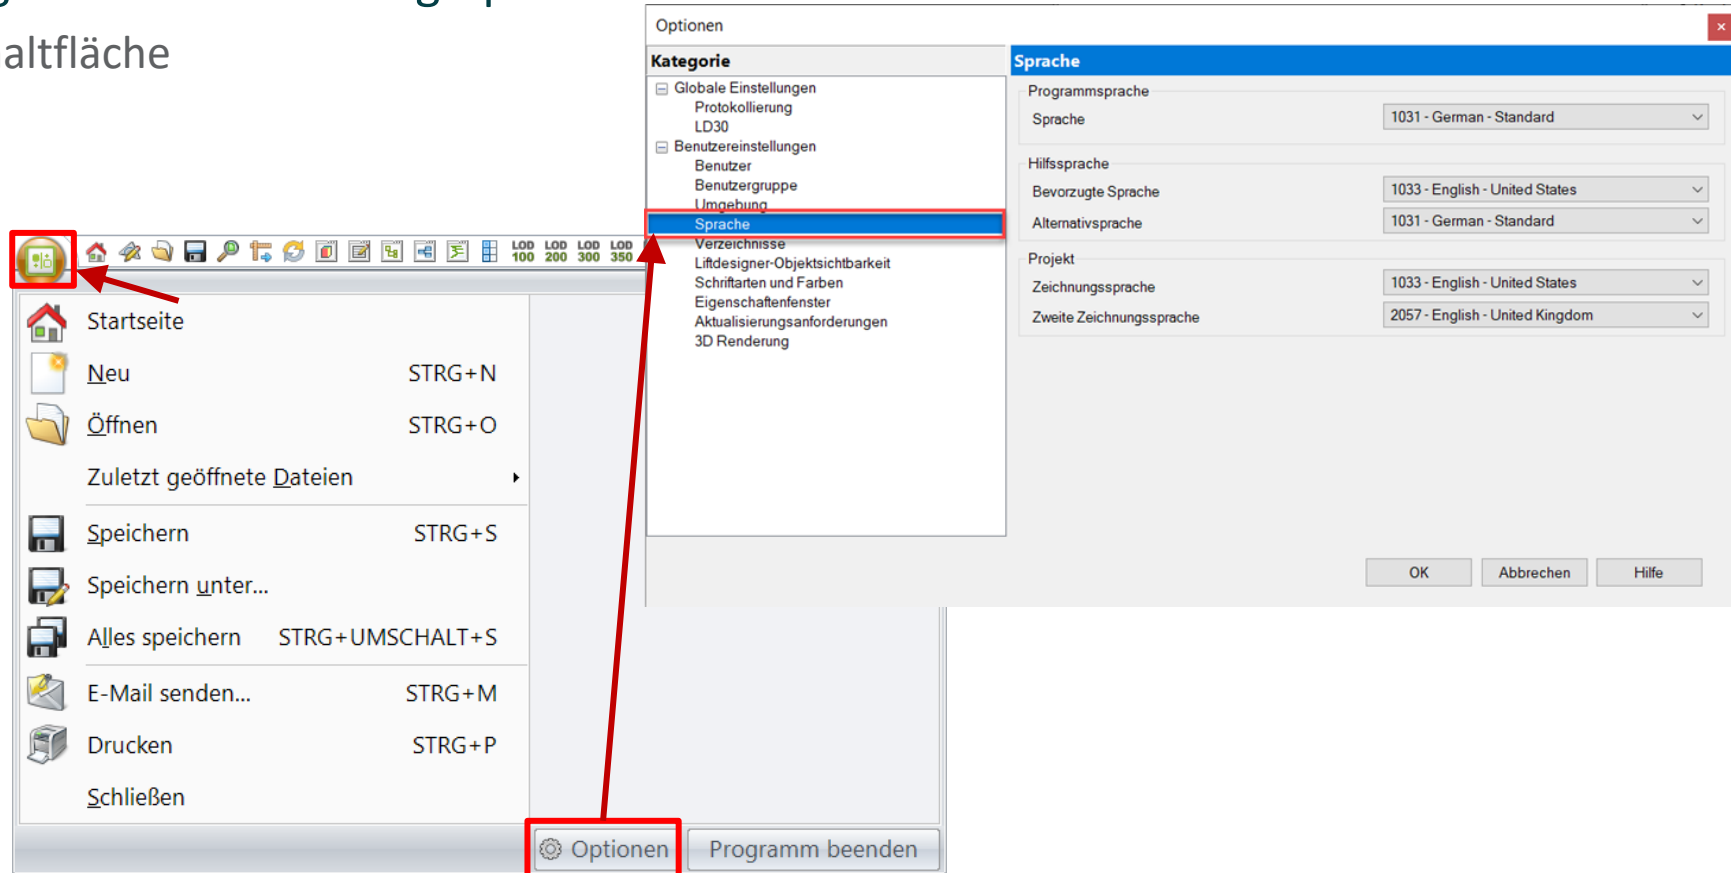 altfläche
LOD 100 LOD 200 LOD 300 LOD 350
Startseite
Neu STRG+N
Öffnen STRG+O
Zuletzt geöffnete Dateien
Speichern STRG+S
Speichern unter...
Alles speichern STRG+UMSCHALT+S
E-Mail senden... STRG+M
Drucken STRG+P
Schließen
Optionen Programm beenden
Optionen
Kategorie
Globale Einstellungen
Protokollierung
LD30
Benutzereinstellungen
Benutzer
Benutzergruppe
Umgebung
Sprache
Verzeichnisse
Liftdesigner-Objektsichtbarkeit
Schriftarten und Farben
Eigenschaftenfenster
Aktualisierungsanforderungen
3D Renderung
Sprache
Programmsprache
Sprache 1031 - German - Standard
Hilfssprache
Bevorzugte Sprache 1033 - English - United States
Alternativsprache 1031 - German - Standard
Projekt
Zeichnungssprache 1033 - English - United States
Zweite Zeichnungssprache 2057 - English - United Kingdom
OK Abbrechen Hilfe